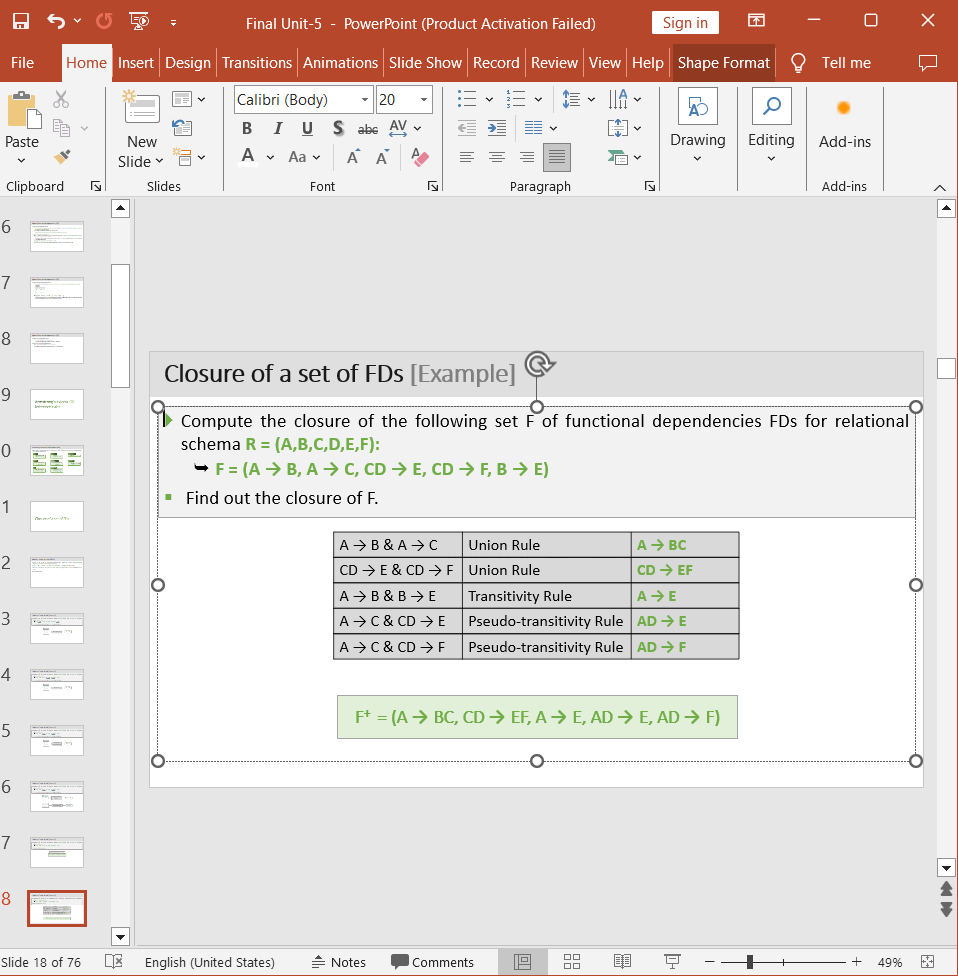 Final Unit-5 - PowerPoint (Product Activation Failed)
Sign in
File Home Insert Design Transitions Animations Slide Show Record Review View Help Shape Format Tell me
Calibri (Body) 20
B I U S abc AV
A Aa A A A
Paste
New
Slide
Drawing
Editing
Add-ins
Clipboard Slides Font Paragraph Add-ins
6
7
8
9
0
1
2
3
4
5
6
7
8
Closure of a set of FDs [Example]
Compute the closure of the following set F of functional dependencies FDs for relational
schema R = (A,B,C,D,E,F):
➥ F = (A → B, A → C, CD → E, CD → F, B → E)
▪ Find out the closure of F.
A → B & A → C Union Rule A → BC
CD → E & CD → F Union Rule CD → EF
A → B & B → E Transitivity Rule A → E
A → C & CD → E Pseudo-transitivity Rule AD → E
A → C & CD → F Pseudo-transitivity Rule AD → F
F⁺ = (A → BC, CD → EF, A → E, AD → E, AD → F)
Slide 18 of 76 English (United States) Notes Comments 49%